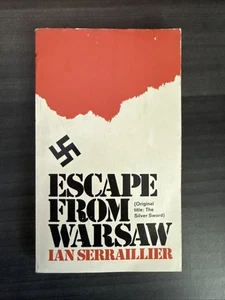 ESCAPE
FROM
(Original
title: The
Silver Sword)
WARSAW
IAN SERRAILLIER